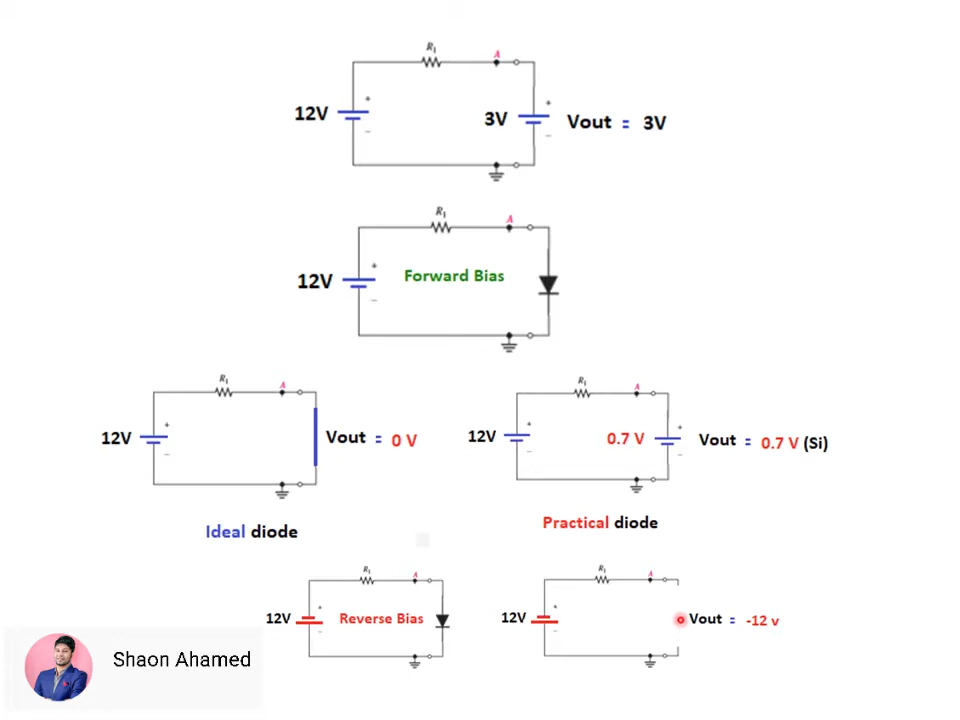 R1
A
12V + - 3V + - Vout = 3V
R1
A
12V + - Forward Bias
R1
A
12V + - Vout = 0 V
Ideal diode
R1
A
12V + - 0.7 V + - Vout = 0.7 V (Si)
Practical diode
R1
A
12V + - Reverse Bias
R1
A
12V + - Vout = -12 v
Shaon Ahamed